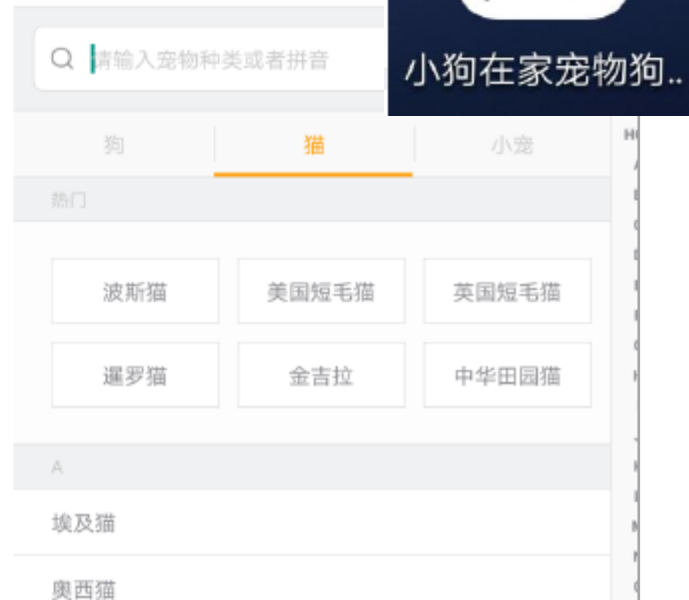 请输入宠物种类或者拼音
小狗在家宠物狗..
狗 猫 小宠
热门
波斯猫 美国短毛猫 英国短毛猫
暹罗猫 金吉拉 中华田园猫
A
埃及猫
奥西猫